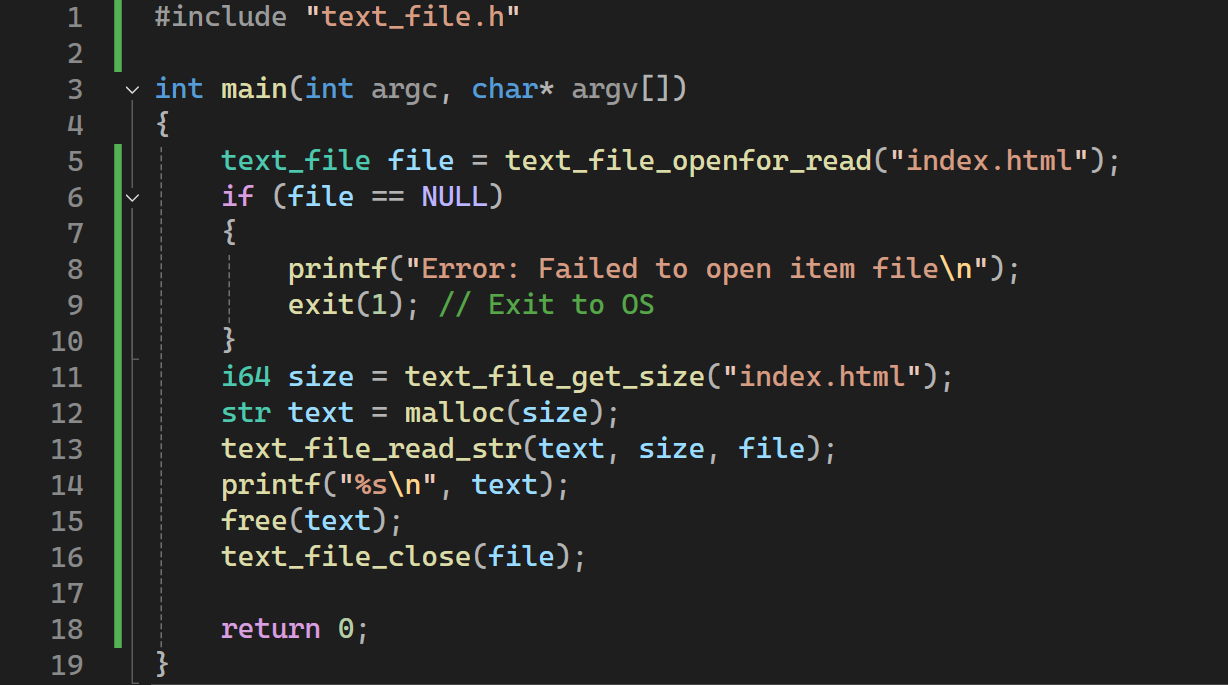 1 #include "text_file.h"
2
3 int main(int argc, char* argv[])
4 {
5     text_file file = text_file_openfor_read("index.html");
6     if (file == NULL)
7     {
8         printf("Error: Failed to open item file\n");
9         exit(1); // Exit to OS
10     }
11     i64 size = text_file_get_size("index.html");
12     str text = malloc(size);
13     text_file_read_str(text, size, file);
14     printf("%s\n", text);
15     free(text);
16     text_file_close(file);
17
18     return 0;
19 }